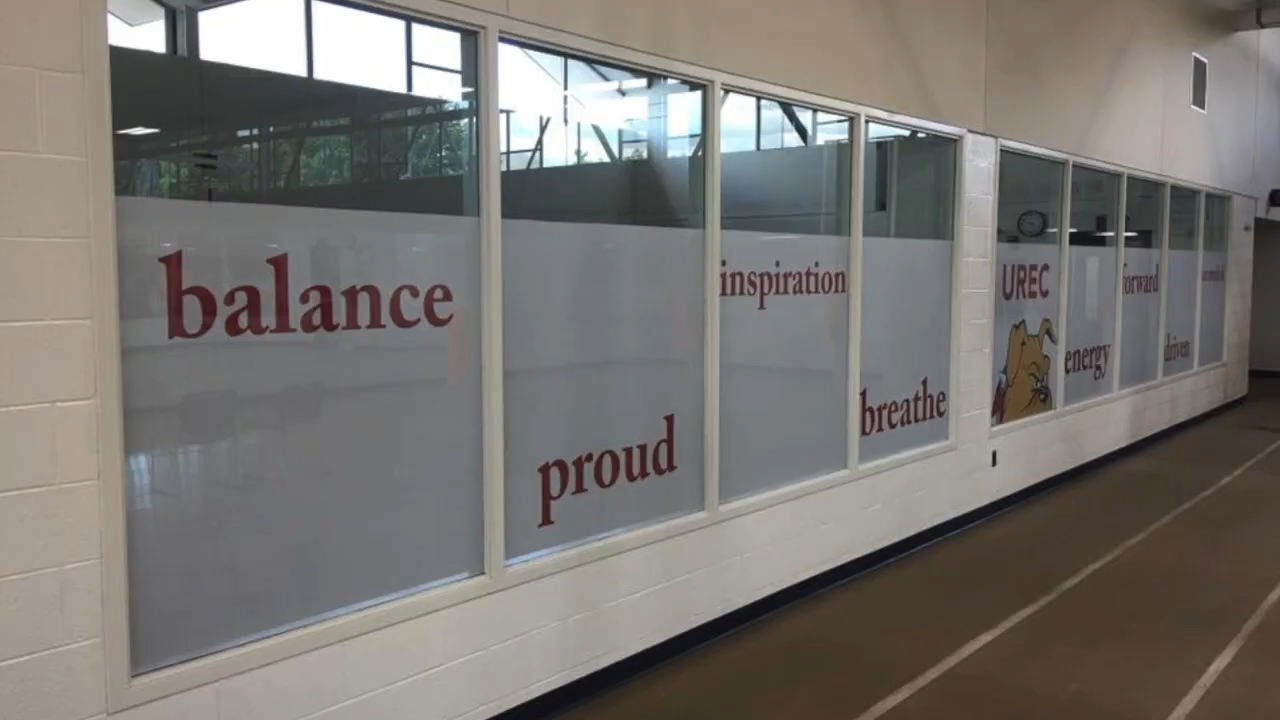 balance
proud
inspiration
breathe
UREC
energy
forward
driven